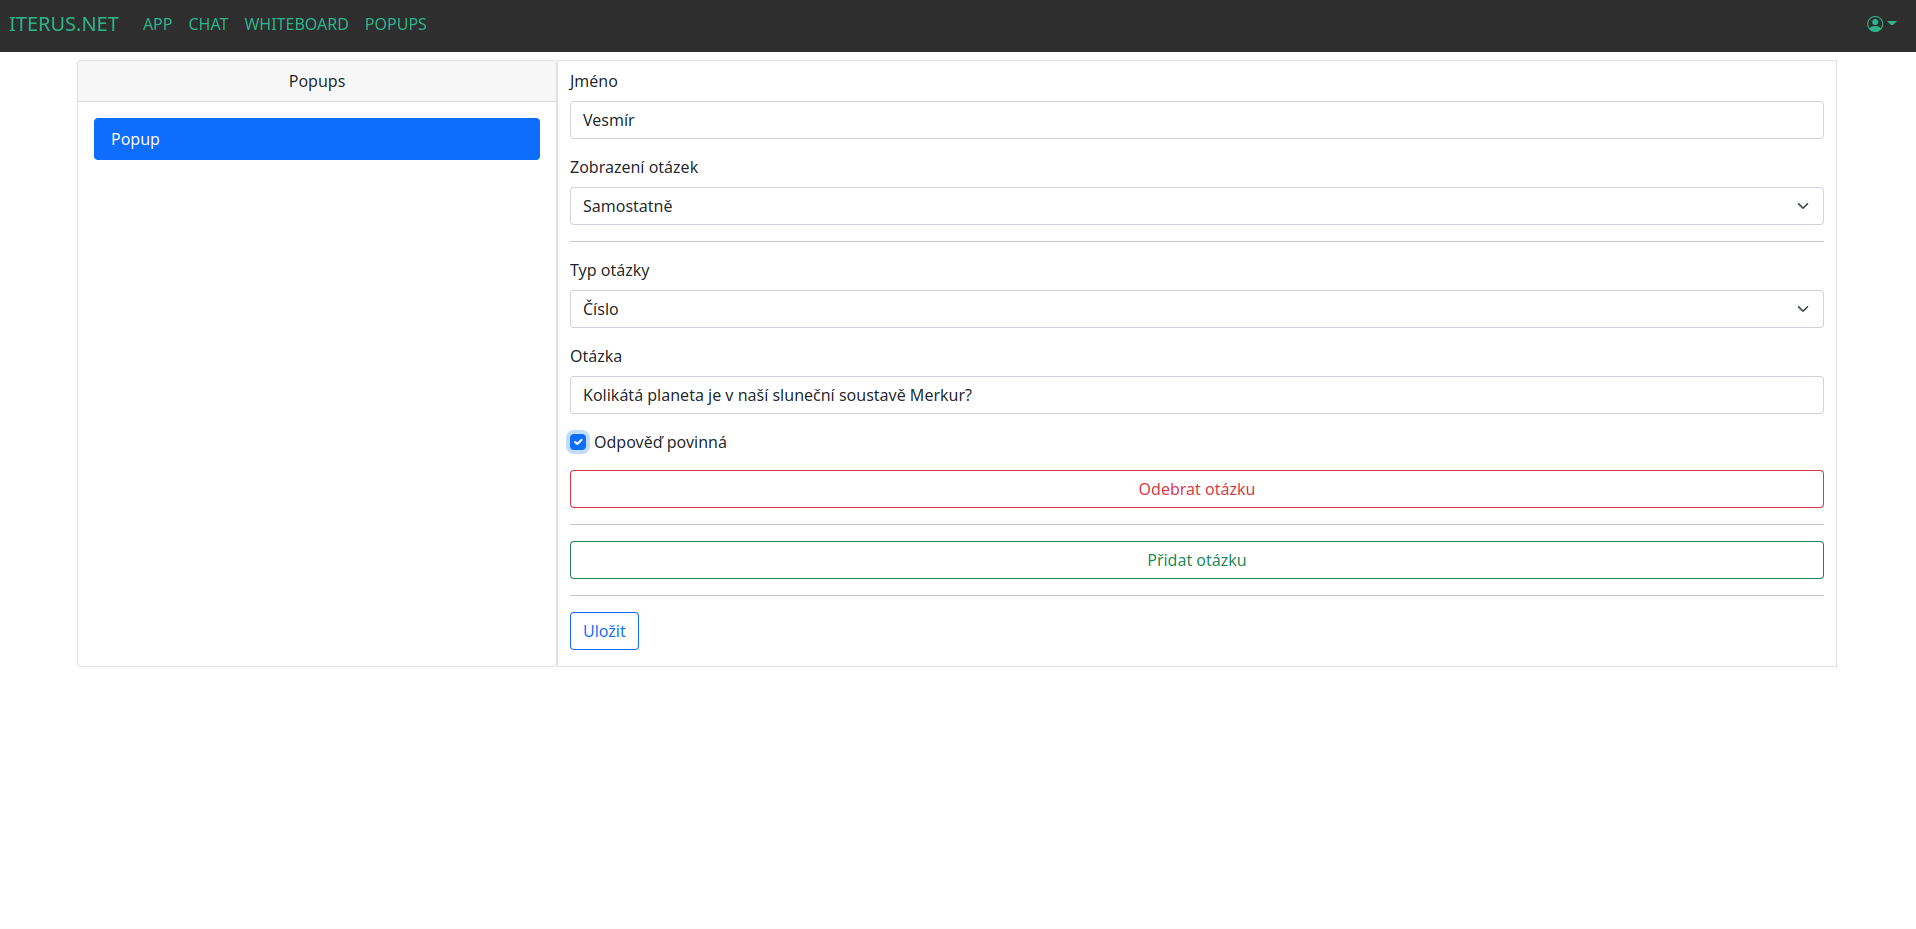 ITERUS.NET APP CHAT WHITEBOARD POPUPS
Popups
Popup
Jméno
Vesmír
Zobrazení otázek
Samostatně
Typ otázky
Číslo
Otázka
Kolikátá planeta je v naší sluneční soustavě Merkur?
Odpověď povinná
Odebrat otázku
Přidat otázku
Uložit